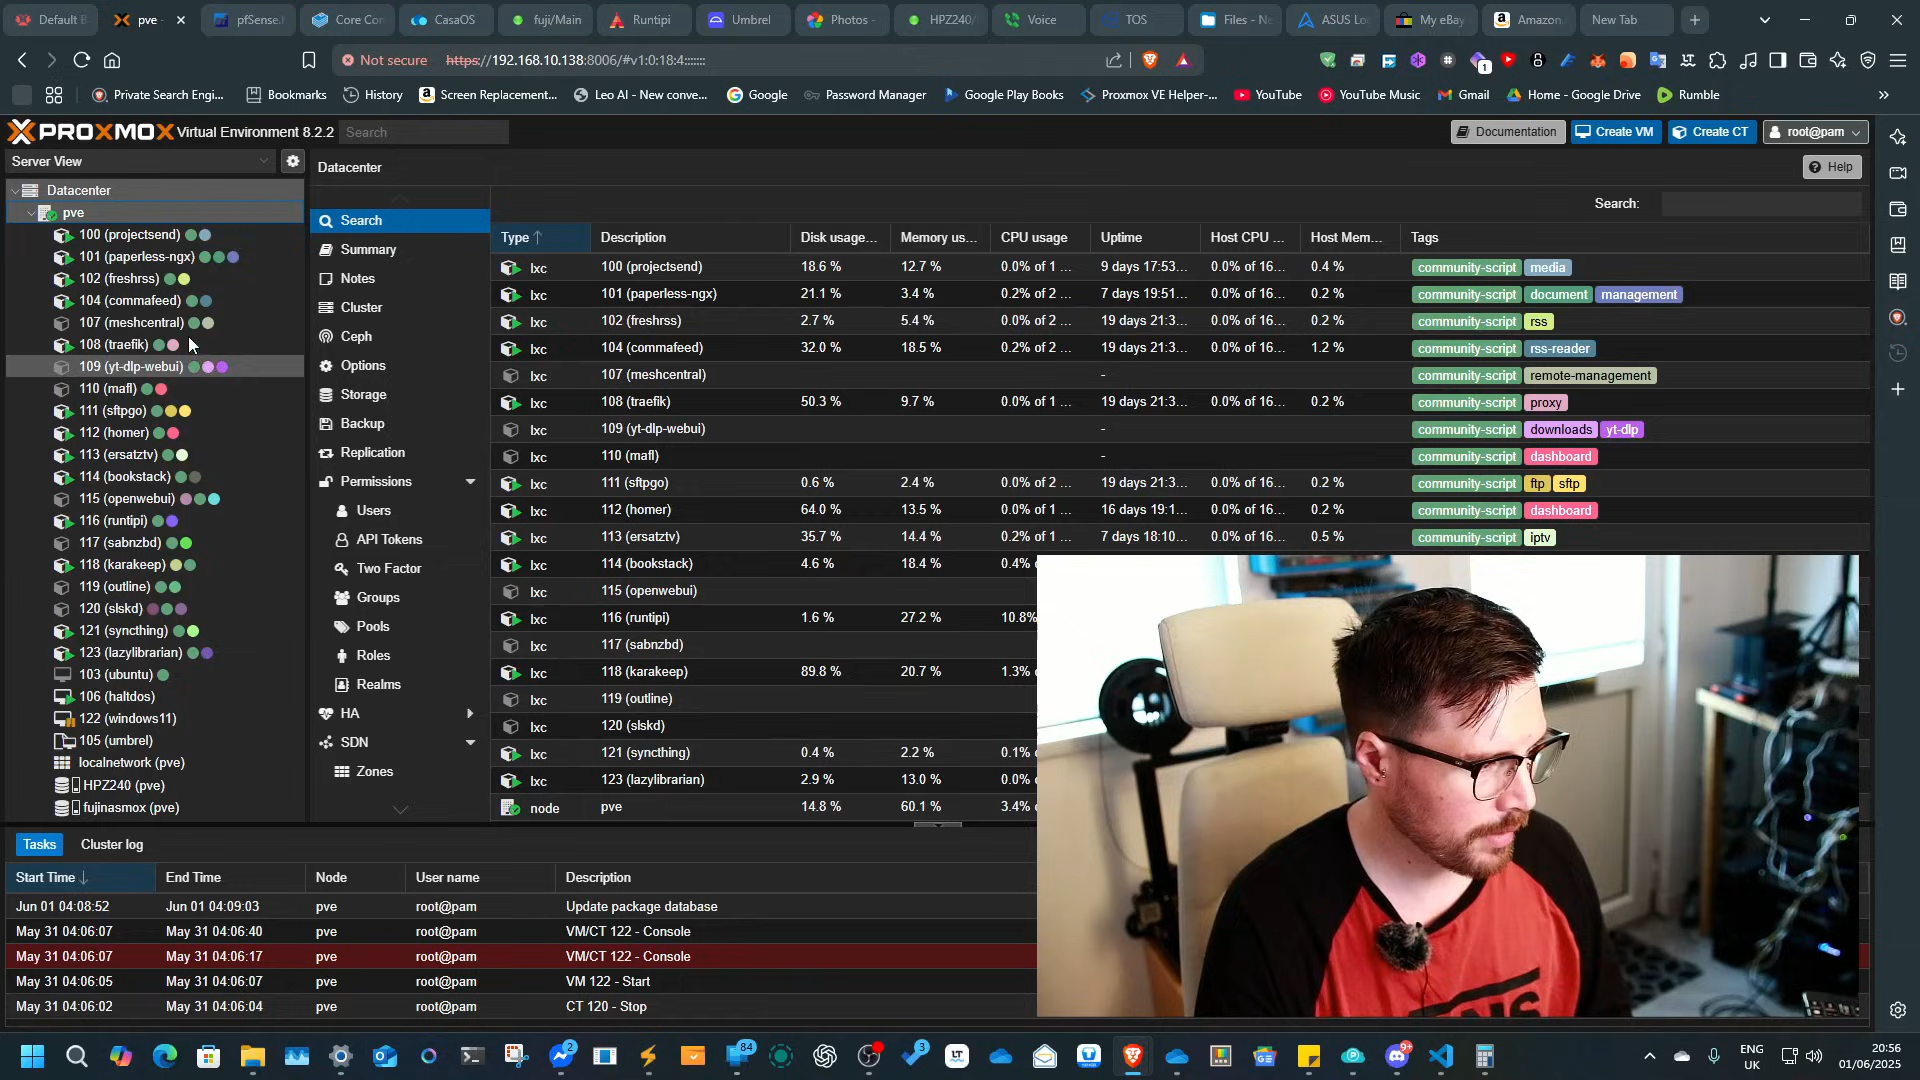 Default B
pve
pfSense.h
Core Con
CasaOS
fuji/Main
Runtipi
Umbrel
Photos -
HPZ240/
Voice
TOS
Files - Ne
ASUS Lo
My eBay
Amazon.
New Tab
Not secure https://192.168.10.138:8006/#v1:0:18:4:::::::
1
Private Search Engi...
Bookmarks
History
Screen Replacement...
Leo AI - New conve...
Google
Password Manager
Google Play Books
Proxmox VE Helper-...
YouTube
YouTube Music
Gmail
Home - Google Drive
Rumble
PROXMOX Virtual Environment 8.2.2 Search
Documentation Create VM Create CT root@pam
Server View
Datacenter
Help
Datacenter
pve
100 (projectsend)
101 (paperless-ngx)
102 (freshrss)
104 (commafeed)
107 (meshcentral)
108 (traefik)
109 (yt-dlp-webui)
110 (mafl)
111 (sftpgo)
112 (homer)
113 (ersatztv)
114 (bookstack)
115 (openwebui)
116 (runtipi)
117 (sabnzbd)
118 (karakeep)
119 (outline)
120 (slskd)
121 (syncthing)
123 (lazylibrarian)
103 (ubuntu)
106 (haltdos)
122 (windows11)
105 (umbrel)
localnetwork (pve)
HPZ240 (pve)
fujinasmox (pve)
Search
Summary
Notes
Cluster
Ceph
Options
Storage
Backup
Replication
Permissions
Users
API Tokens
Two Factor
Groups
Pools
Roles
Realms
HA
SDN
Zones
Search:
Type Description Disk usage... Memory us... CPU usage Uptime Host CPU ... Host Mem... Tags
lxc 100 (projectsend) 18.6 % 12.7 % 0.0% of 1 ... 9 days 17:53... 0.0% of 16... 0.4 % community-script media
lxc 101 (paperless-ngx) 21.1 % 3.4 % 0.2% of 2 ... 7 days 19:51... 0.0% of 16... 0.2 % community-script document management
lxc 102 (freshrss) 2.7 % 5.4 % 0.0% of 2 ... 19 days 21:3... 0.0% of 16... 0.2 % community-script rss
lxc 104 (commafeed) 32.0 % 18.5 % 0.2% of 2 ... 19 days 21:3... 0.0% of 16... 1.2 % community-script rss-reader
lxc 107 (meshcentral) - community-script remote-management
lxc 108 (traefik) 50.3 % 9.7 % 0.0% of 1 ... 19 days 21:3... 0.0% of 16... 0.2 % community-script proxy
lxc 109 (yt-dlp-webui) - community-script downloads yt-dlp
lxc 110 (mafl) - community-script dashboard
lxc 111 (sftpgo) 0.6 % 2.4 % 0.0% of 2 ... 19 days 21:3... 0.0% of 16... 0.2 % community-script ftp sftp
lxc 112 (homer) 64.0 % 13.5 % 0.0% of 1 ... 16 days 19:1... 0.0% of 16... 0.2 % community-script dashboard
lxc 113 (ersatztv) 35.7 % 14.4 % 0.2% of 1 ... 7 days 18:10... 0.0% of 16... 0.5 % community-script iptv
lxc 114 (bookstack) 4.6 % 18.4 % 0.4%
lxc 115 (openwebui)
lxc 116 (runtipi) 1.6 % 27.2 % 10.8%
lxc 117 (sabnzbd)
lxc 118 (karakeep) 89.8 % 20.7 % 1.3%
lxc 119 (outline)
lxc 120 (slskd)
lxc 121 (syncthing) 0.4 % 2.2 % 0.1%
lxc 123 (lazylibrarian) 2.9 % 13.0 % 0.0%
node pve 14.8 % 60.1 % 3.4%
Tasks Cluster log
Start Time End Time Node User name Description
Jun 01 04:08:52 Jun 01 04:09:03 pve root@pam Update package database
May 31 04:06:07 May 31 04:06:40 pve root@pam VM/CT 122 - Console
May 31 04:06:07 May 31 04:06:17 pve root@pam VM/CT 122 - Console
May 31 04:06:05 May 31 04:06:07 pve root@pam VM 122 - Start
May 31 04:06:02 May 31 04:06:04 pve root@pam CT 120 - Stop
2
84
3
LT
9+
ENG
UK
20:56
01/06/2025